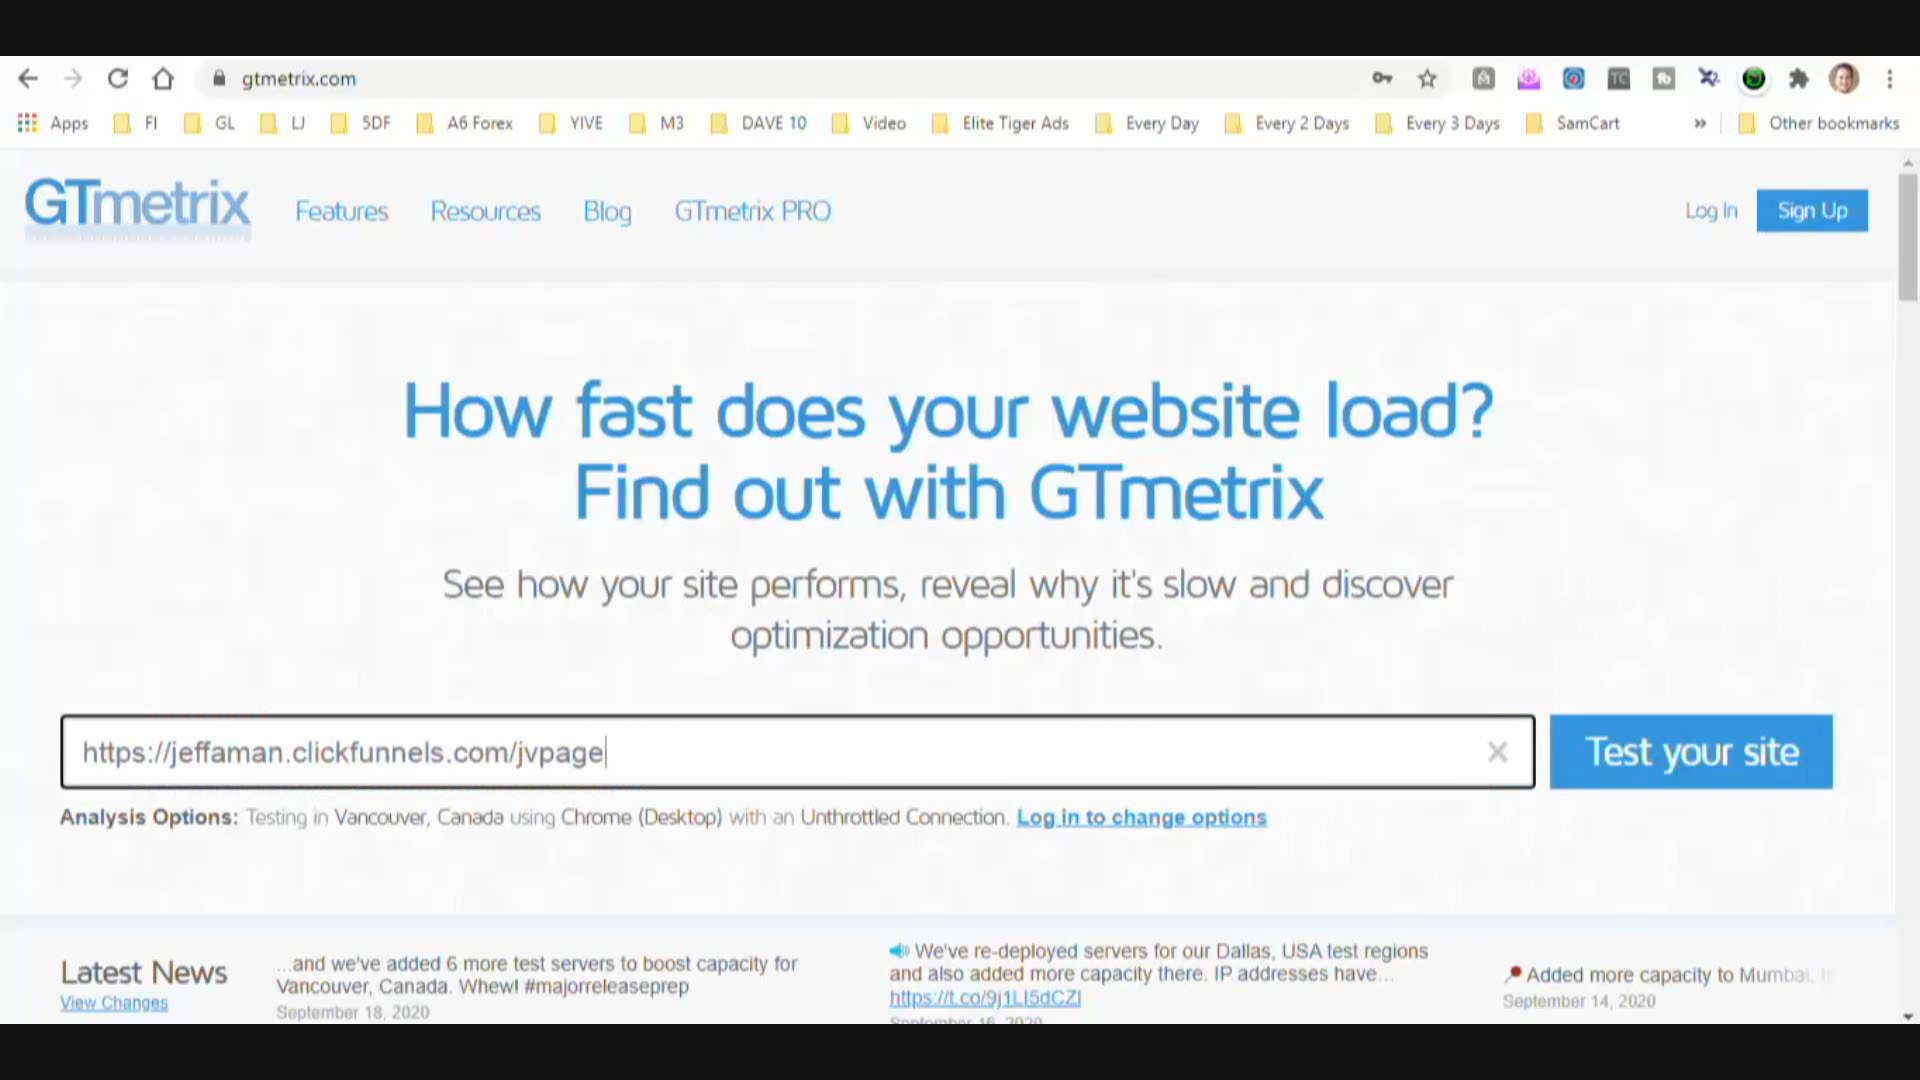 gtmetrix.com
Apps FI GL LJ 5DF A6 Forex YIVE M3 DAVE 10 Video Elite Tiger Ads Every Day Every 2 Days Every 3 Days SamCart » Other bookmarks
GTmetrix Features Resources Blog GTmetrix PRO Log In Sign Up
How fast does your website load?
Find out with GTmetrix
See how your site performs, reveal why it's slow and discover
optimization opportunities.
https://jeffaman.clickfunnels.com/jvpage
Test your site
Analysis Options: Testing in Vancouver, Canada using Chrome (Desktop) with an Unthrottled Connection. Log in to change options
Latest News
View Changes
...and we've added 6 more test servers to boost capacity for
Vancouver, Canada. Whew! #majorreleaseprep
September 18, 2020
We've re-deployed servers for our Dallas, USA test regions
and also added more capacity there. IP addresses have...
https://t.co/9j1LI5dCZl
September 16, 2020
Added more capacity to Mumbai,
September 14, 2020